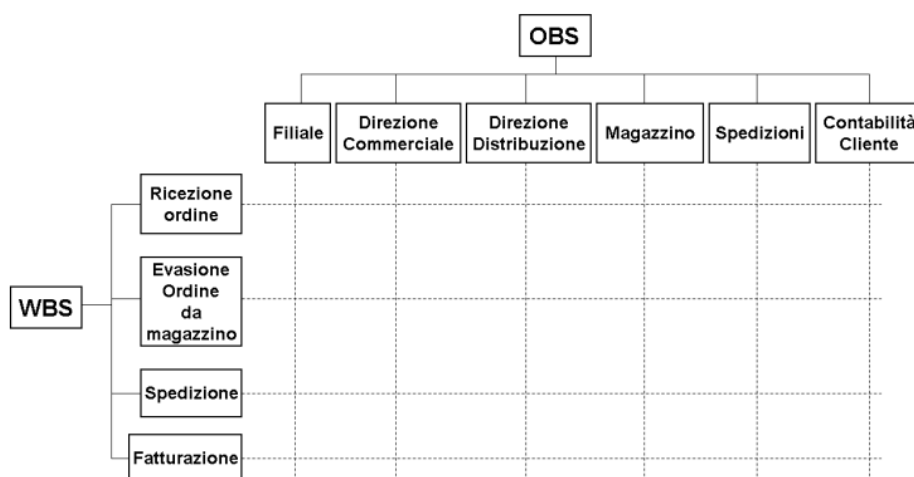 OBS
Filiale
Direzione
Commerciale
Direzione
Distribuzione
Magazzino
Spedizioni
Contabilità
Cliente
Ricezione
ordine
WBS
Evasione
Ordine
da
magazzino
Spedizione
Fatturazione